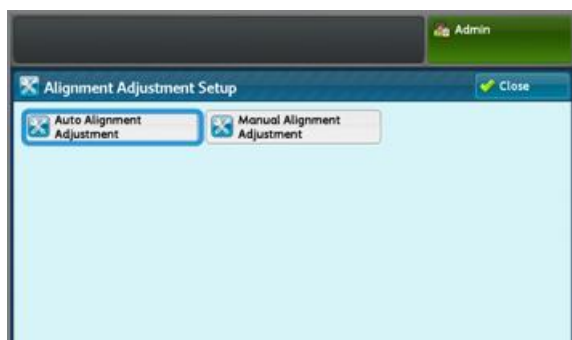 Admin
Alignment Adjustment Setup
Close
Auto Alignment
Adjustment
Manual Alignment
Adjustment